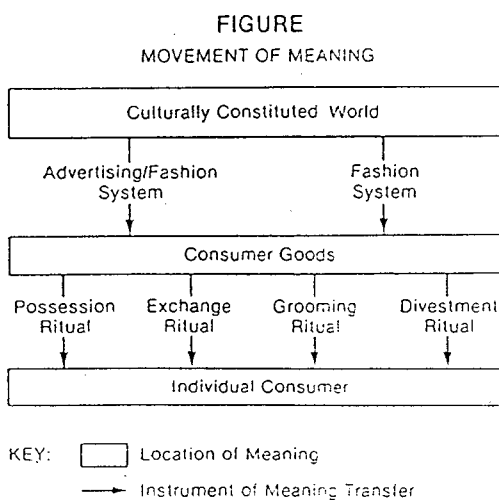 FIGURE
MOVEMENT OF MEANING
Culturally Constituted World
Advertising/Fashion System
Fashion System
Consumer Goods
Possession Ritual
Exchange Ritual
Grooming Ritual
Divestment Ritual
Individual Consumer
KEY:
Location of Meaning
Instrument of Meaning Transfer